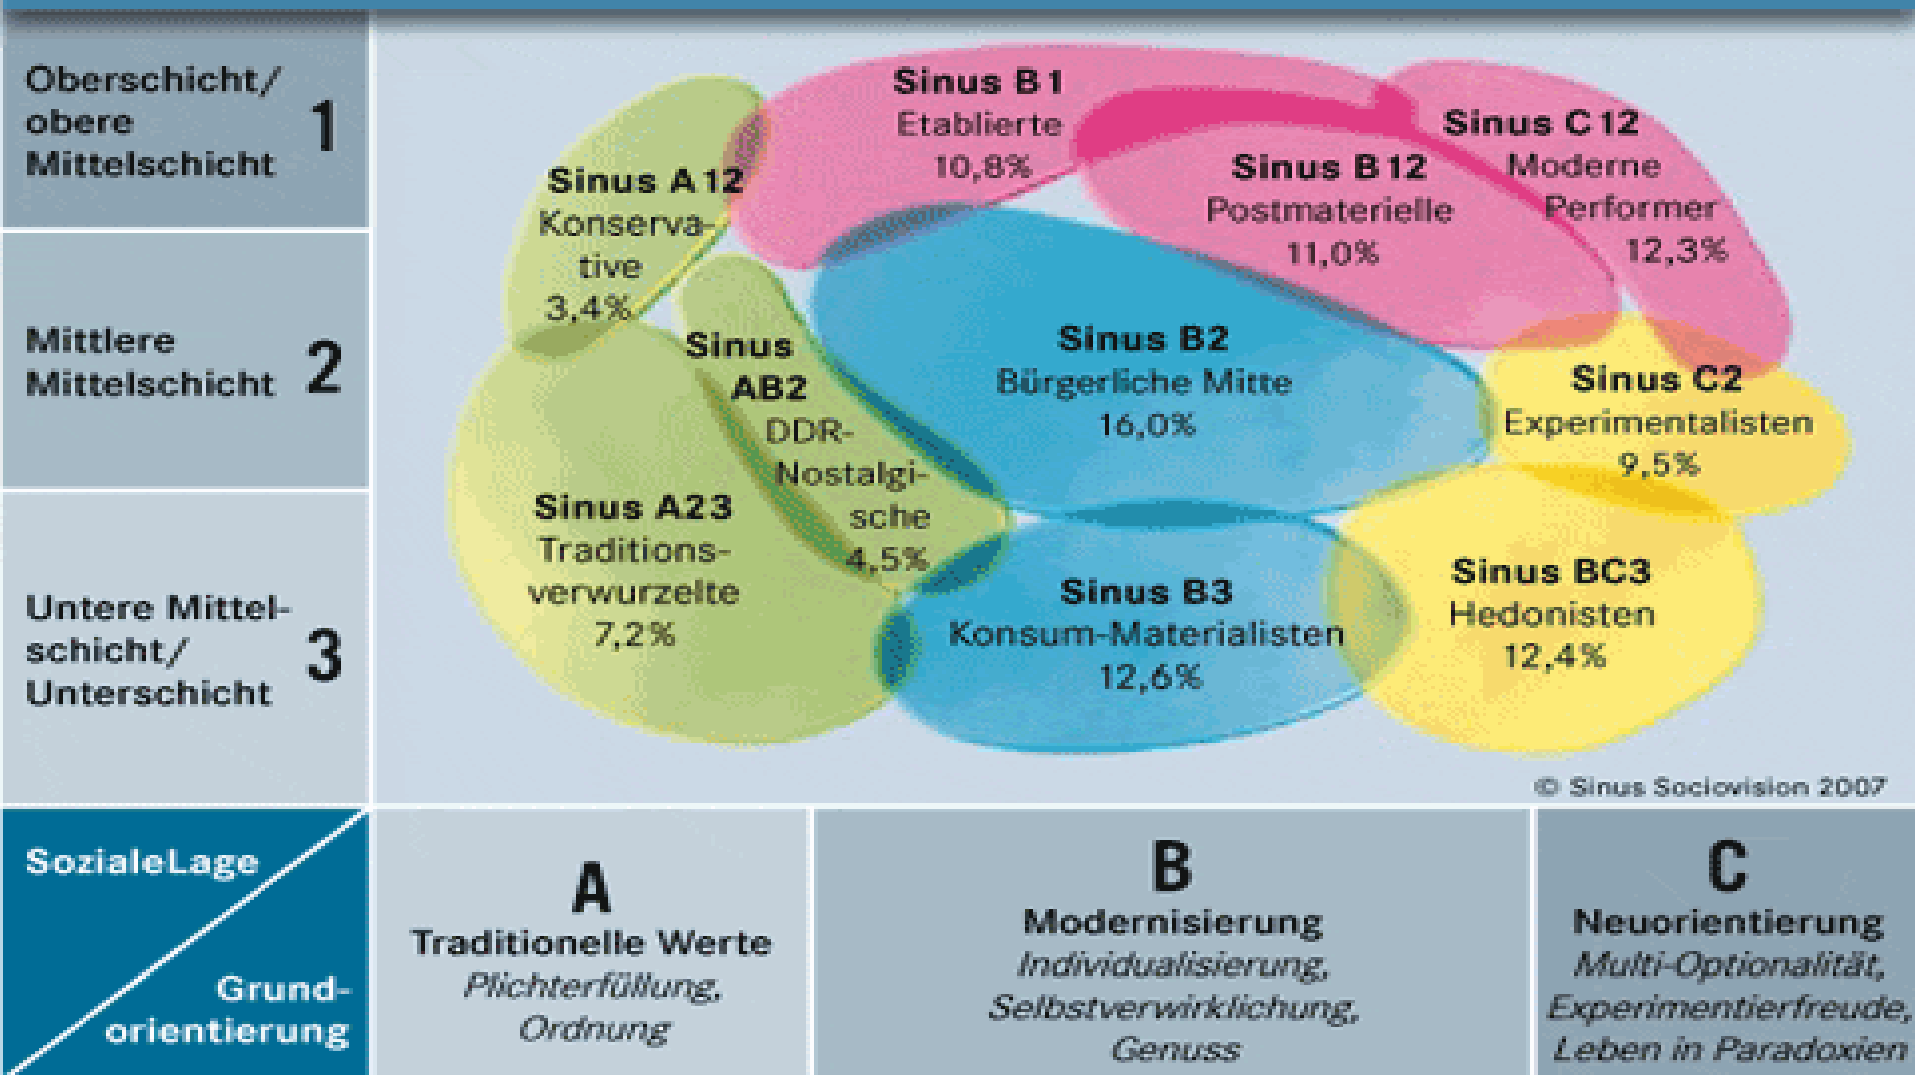 Oberschicht/
obere
Mittelschicht
1
Mittlere
Mittelschicht
2
Untere Mittel-
schicht/
Unterschicht
3
Sinus A12
Konserva-
tive
3,4%
Sinus B1
Etablierte
10,8%
Sinus B12
Postmaterielle
11,0%
Sinus C12
Moderne
Performer
12,3%
Sinus
AB2
DDR-
Nostalgi-
sche
4,5%
Sinus B2
Bürgerliche Mitte
16,0%
Sinus C2
Experimentalisten
9,5%
Sinus A23
Traditions-
verwurzelte
7,2%
Sinus B3
Konsum-Materialisten
12,6%
Sinus BC3
Hedonisten
12,4%
© Sinus Sociovision 2007
SozialeLage
Grund-
orientierung
A
Traditionelle Werte
Plichterfüllung,
Ordnung
B
Modernisierung
Individualisierung,
Selbstverwirklichung,
Genuss
C
Neuorientierung
Multi-Optionalität,
Experimentierfreude,
Leben in Paradoxien